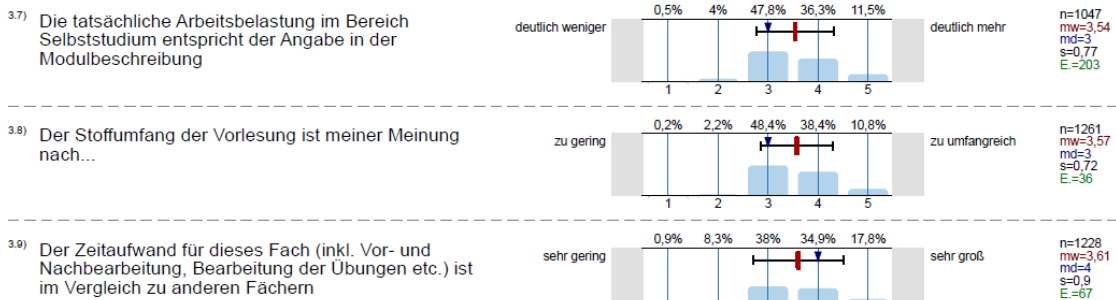 3.7) Die tatsächliche Arbeitsbelastung im Bereich
Selbststudium entspricht der Angabe in der
Modulbeschreibung
deutlich weniger
0,5% 4% 47,8% 36,3% 11,5%
1 2 3 4 5
deutlich mehr
n=1047
mw=3,54
md=3
s=0,77
E.=203
3.8) Der Stoffumfang der Vorlesung ist meiner Meinung
nach...
zu gering
0,2% 2,2% 48,4% 38,4% 10,8%
1 2 3 4 5
zu umfangreich
n=1261
mw=3,57
md=3
s=0,72
E.=36
3.9) Der Zeitaufwand für dieses Fach (inkl. Vor- und
Nachbearbeitung, Bearbeitung der Übungen etc.) ist
im Vergleich zu anderen Fächern
sehr gering
0,9% 8,3% 38% 34,9% 17,8%
sehr groß
n=1228
mw=3,61
md=4
s=0,9
E.=67